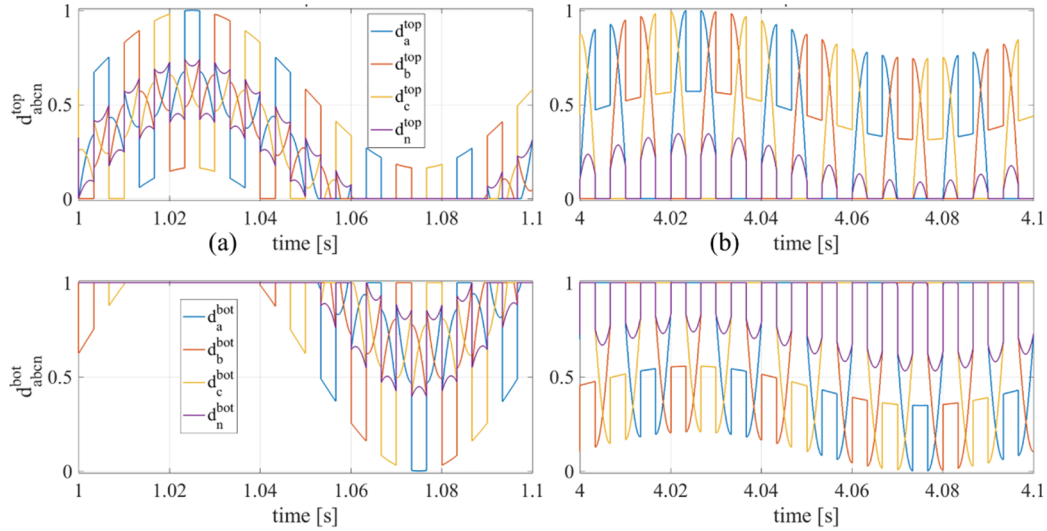 d_abcn^top
1
0.5
0
d_a^top
d_b^top
d_c^top
d_n^top
1 1.02 1.04 1.06 1.08 1.1
(a) time [s]
1
0.5
0
4 4.02 4.04 4.06 4.08 4.1
(b) time [s]
d_abcn^bot
1
0.5
0
d_a^bot
d_b^bot
d_c^bot
d_n^bot
1 1.02 1.04 1.06 1.08 1.1
time [s]
1
0.5
0
4 4.02 4.04 4.06 4.08 4.1
time [s]